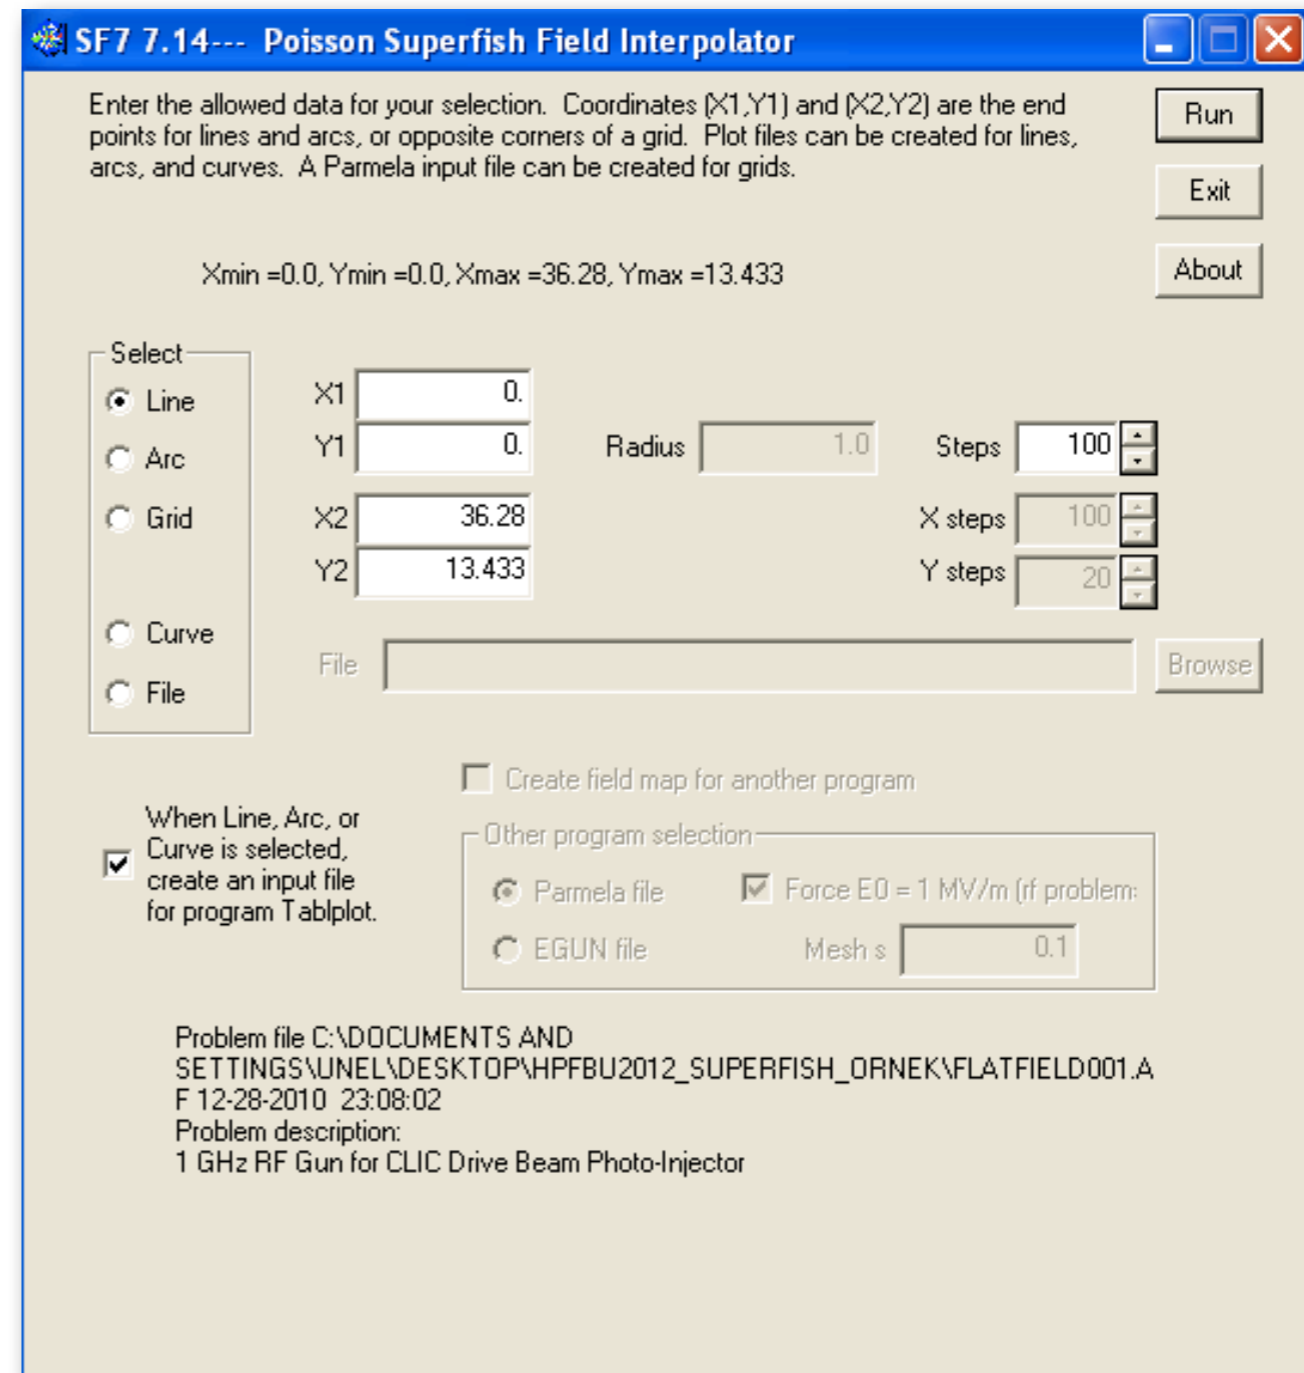 SF7 7.14--- Poisson Superfish Field Interpolator
Enter the allowed data for your selection. Coordinates (X1,Y1) and (X2,Y2) are the end
points for lines and arcs, or opposite corners of a grid. Plot files can be created for lines,
arcs, and curves. A Parmela input file can be created for grids.
Run
Exit
About
Xmin =0.0, Ymin =0.0, Xmax =36.28, Ymax =13.433
Select
Line
Arc
Grid
Curve
File
X1 0.
Y1 0.
X2 36.28
Y2 13.433
Radius 1.0
Steps 100
X steps 100
Y steps 20
File
Browse
When Line, Arc, or
Curve is selected,
create an input file
for program Tablplot.
Create field map for another program
Other program selection
Parmela file
Force E0 = 1 MV/m (rf problem:
EGUN file
Mesh s 0.1
Problem file C:\DOCUMENTS AND
SETTINGS\UNEL\DESKTOP\HPFBU2012_SUPERFISH_ORNEK\FLATFIELD001.A
F 12-28-2010 23:08:02
Problem description:
1 GHz RF Gun for CLIC Drive Beam Photo-Injector